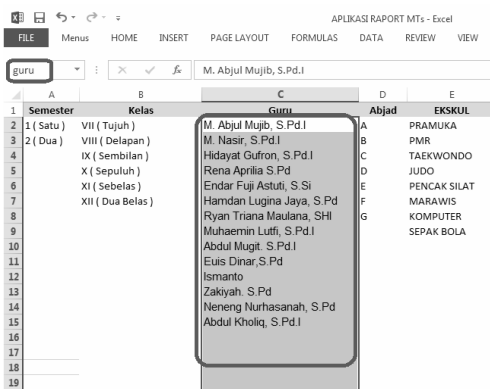 APLIKASI RAPORT MTs - Excel
FILE Menus HOME INSERT PAGE LAYOUT FORMULAS DATA REVIEW VIEW
guru fx M. Abjul Mujib, S.Pd.I
A B C D E
1 Semester Kelas Guru Abjad EKSKUL
2 1 ( Satu ) VII ( Tujuh ) M. Abjul Mujib, S.Pd.I A PRAMUKA
3 2 ( Dua ) VIII ( Delapan ) M. Nasir, S.Pd.I B PMR
4 IX ( Sembilan ) Hidayat Gufron, S.Pd.I C TAEKWONDO
5 X ( Sepuluh ) Rena Aprilia S.Pd D JUDO
6 XI ( Sebelas ) Endar Fuji Astuti, S.Si E PENCAK SILAT
7 XII ( Dua Belas ) Hamdan Lugina Jaya, S.Pd F MARAWIS
8 Ryan Triana Maulana, SHI G KOMPUTER
9 Muhaemin Lutfi, S.Pd.I SEPAK BOLA
10 Abdul Mugit. S.Pd.I
11 Euis Dinar,S.Pd
12 Ismanto
13 Zakiyah. S.Pd
14 Neneng Nurhasanah, S.Pd
15 Abdul Kholiq, S.Pd.I
16
17
18
19